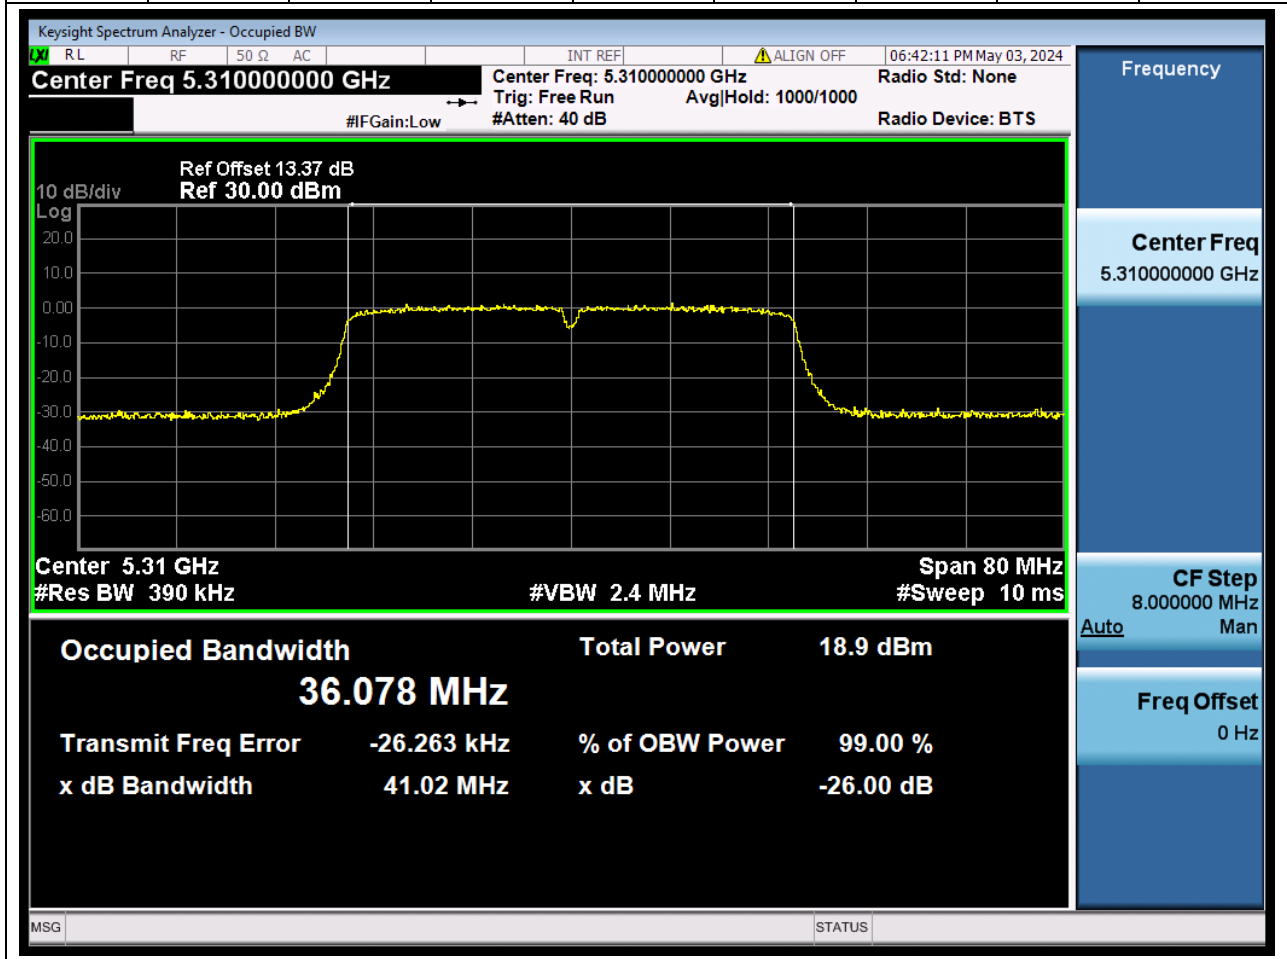 Keysight Spectrum Analyzer - Occupied BW
LXI RL RF 50 Ω AC INT REF ALIGN OFF 06:42:11 PM May 03, 2024
Center Freq 5.310000000 GHz
Center Freq: 5.310000000 GHz
Radio Std: None
Trig: Free Run Avg|Hold: 1000/1000
#IFGain:Low #Atten: 40 dB Radio Device: BTS
Ref Offset 13.37 dB
10 dB/div Ref 30.00 dBm
Log
20.0
10.0
0.00
-10.0
-20.0
-30.0
-40.0
-50.0
-60.0
Center 5.31 GHz Span 80 MHz
#Res BW 390 kHz #VBW 2.4 MHz #Sweep 10 ms
Occupied Bandwidth Total Power 18.9 dBm
36.078 MHz
Transmit Freq Error -26.263 kHz % of OBW Power 99.00 %
x dB Bandwidth 41.02 MHz x dB -26.00 dB
Frequency
Center Freq
5.310000000 GHz
CF Step
8.000000 MHz
Auto Man
Freq Offset
0 Hz
MSG STATUS